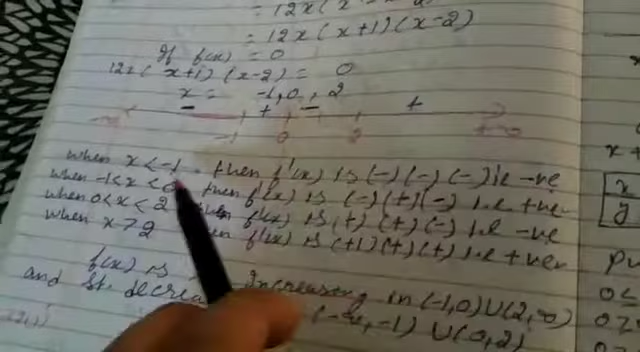 = 12x (x
= 12x (x+1) (x-2)
If f(x) = 0
12x (x+1) (x-2) = 0
x = -1, 0, 2
- + - +
-1 0 2
when x < -1 then f'(x) is (-) (-) (-) i.e -ve
when -1 < x < 0 then f'(x) is (-) (+) (-) i.e +ve
when 0 < x < 2 f'(x) is (+) (+) (-) i.e -ve
when x > 2 f'(x) is (+) (+) (+) i.e +ve
f(x) is increasing in (-1,0) U (2,∞)
and st. decrea (-∞,-1) U (0,2)
x
y